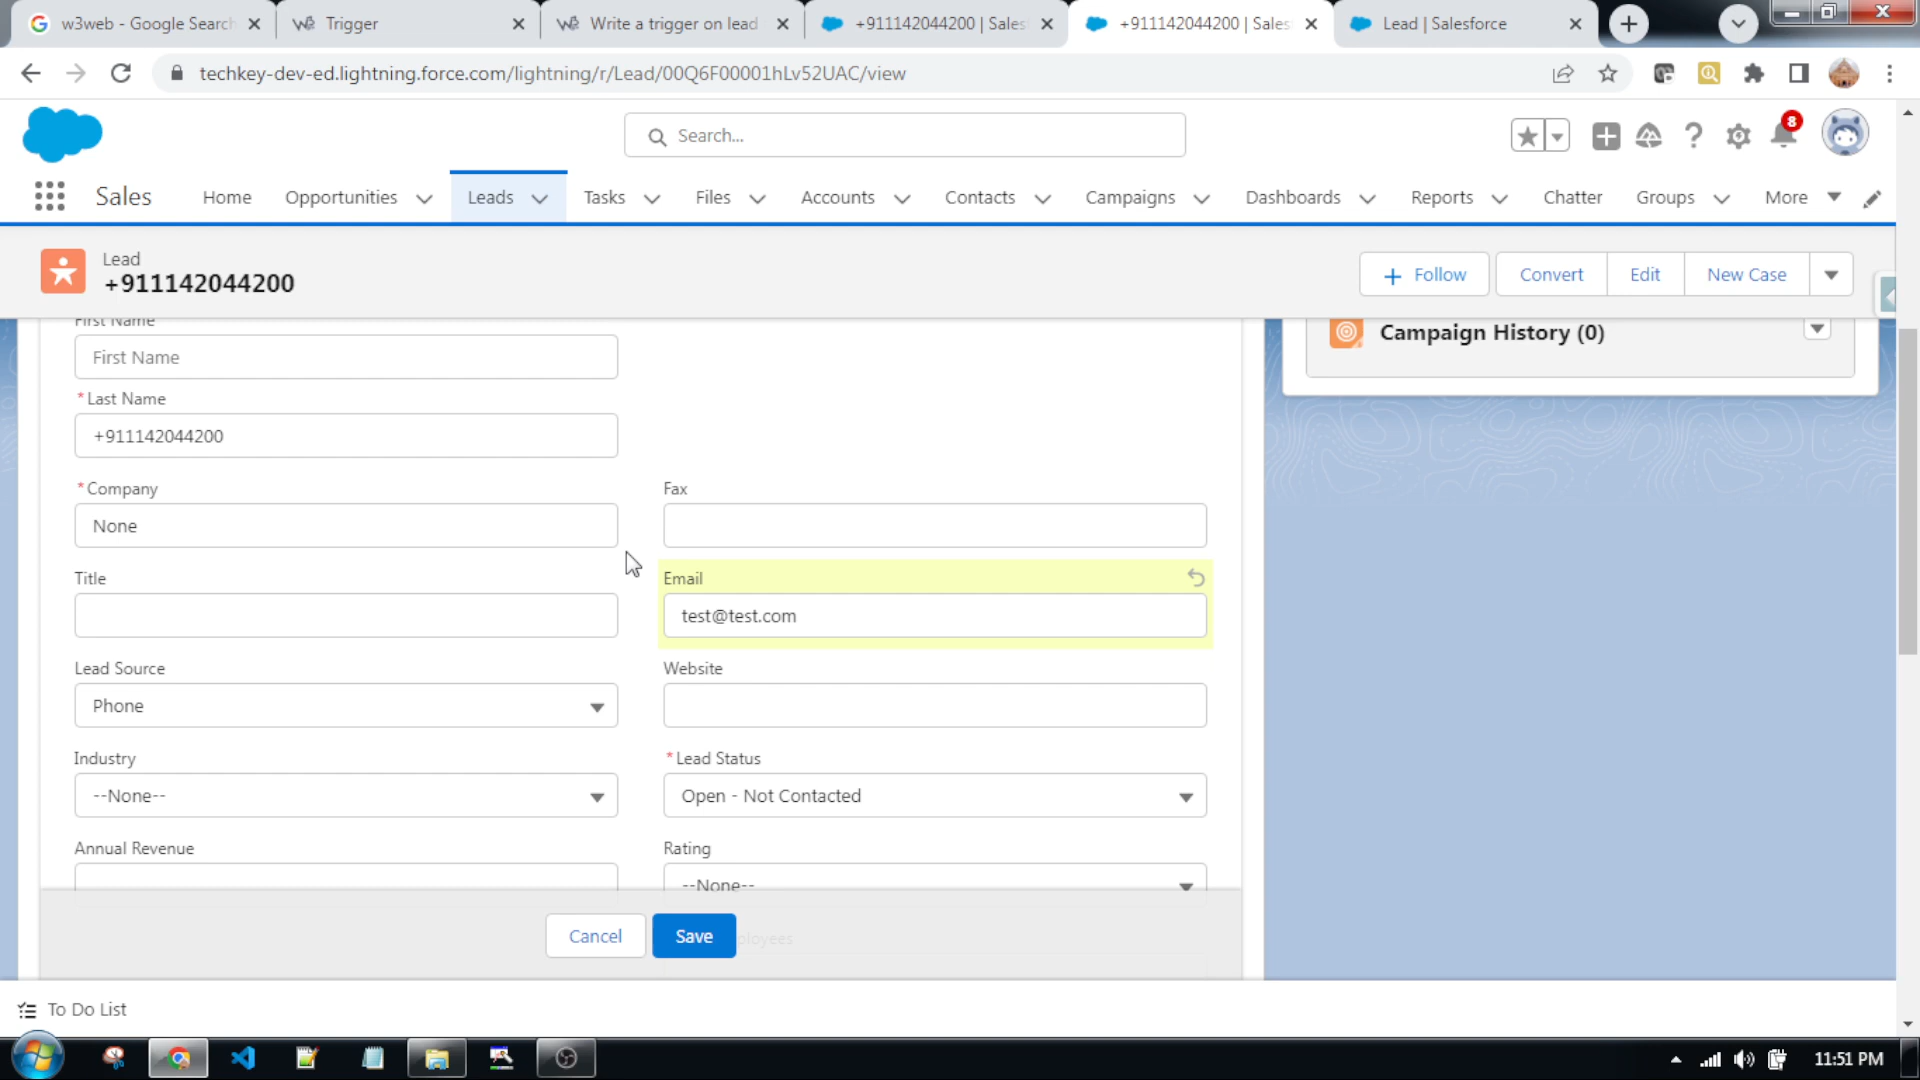 w3web - Google Search
Trigger
Write a trigger on lead
+911142044200 | Sales
+911142044200 | Sales
Lead | Salesforce
techkey-dev-ed.lightning.force.com/lightning/r/Lead/00Q6F00001hLv52UAC/view
Search...
8
Sales
Home
Opportunities
Leads
Tasks
Files
Accounts
Contacts
Campaigns
Dashboards
Reports
Chatter
Groups
More
Lead
+911142044200
Follow
Convert
Edit
New Case
First Name
First Name
*Last Name
+911142044200
*Company
None
Fax
Title
Email
test@test.com
Lead Source
Phone
Website
Industry
--None--
*Lead Status
Open - Not Contacted
Annual Revenue
Rating
--None--
Cancel
Save
ployees
Campaign History (0)
To Do List
11:51 PM